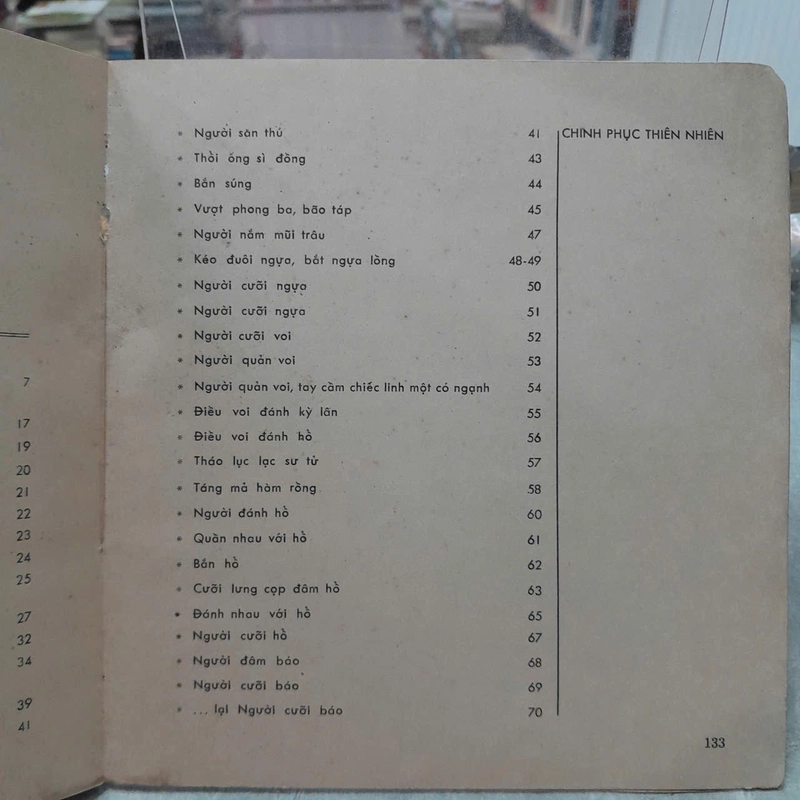 7
17
19
20
21
22
23
24
25
27
32
34
39
41
• Người săn thú 41 CHINH PHỤC THIÊN NHIÊN
• Thổi ống sì đồng 43
• Bắn súng 44
• Vượt phong ba, bão táp 45
• Người nắm mũi trâu 47
• Kéo đuôi ngựa, bắt ngựa lồng 48-49
• Người cưỡi ngựa 50
• Người cưỡi ngựa 51
• Người cưỡi voi 52
• Người quản voi 53
• Người quản voi, tay cầm chiếc linh một có ngạnh 54
• Điều voi đánh kỳ lân 55
• Điều voi đánh hổ 56
• Tháo lục lạc sư tử 57
• Táng mả hàm rồng 58
• Người đánh hổ 60
• Quần nhau với hổ 61
• Bắn hổ 62
• Cưỡi lưng cọp đâm hổ 63
• Đánh nhau với hổ 65
• Người cưỡi hổ 67
• Người đâm báo 68
• Người cưỡi báo 69
• ... lại Người cưỡi báo 70
133